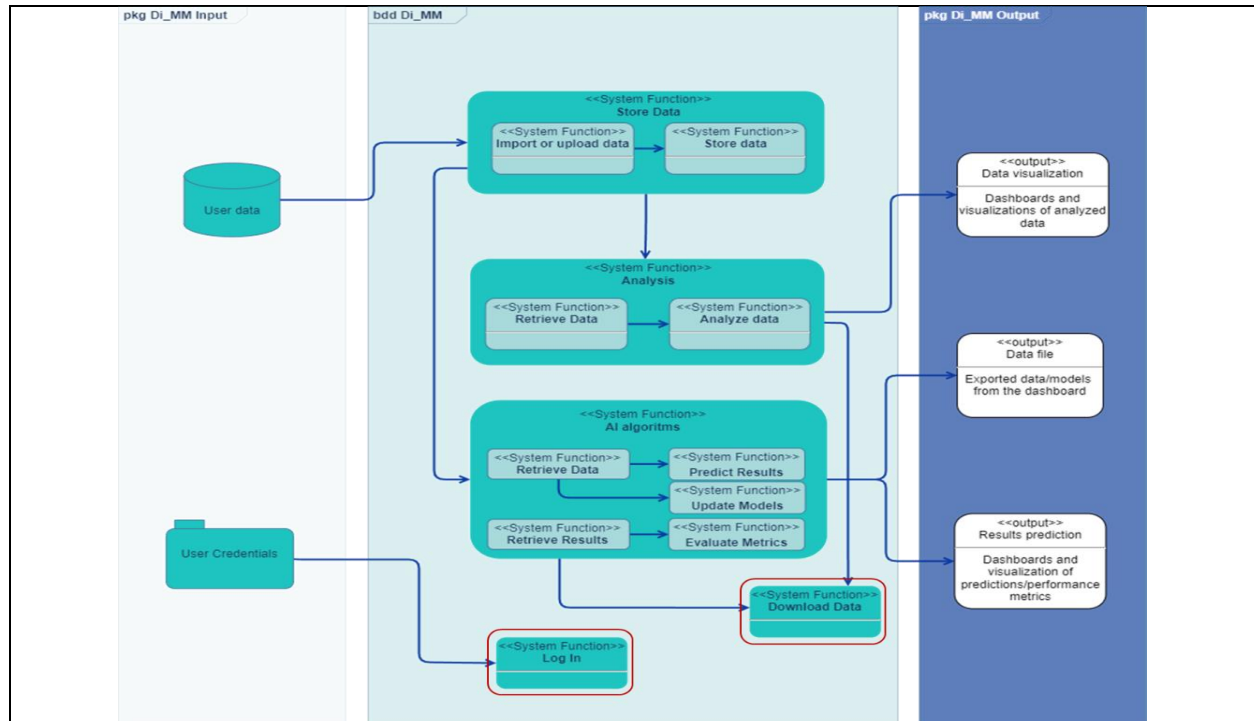 pkg Di_MM Input
bdd Di_MM
pkg Di_MM Output
<<System Function>>
Store Data
<<System Function>>
Import or upload data
<<System Function>>
Store data
User data
<<output>>
Data visualization
Dashboards and
visualizations of analyzed
data
<<System Function>>
Analysis
<<System Function>>
Retrieve Data
<<System Function>>
Analyze data
<<output>>
Data file
Exported data/models
from the dashboard
<<System Function>>
AI algoritms
<<System Function>>
Retrieve Data
<<System Function>>
Predict Results
<<System Function>>
Update Models
<<System Function>>
Retrieve Results
<<System Function>>
Evaluate Metrics
User Credentials
<<output>>
Results prediction
Dashboards and
visualization of
predictions/performance
metrics
<<System Function>>
Download Data
<<System Function>>
Log In